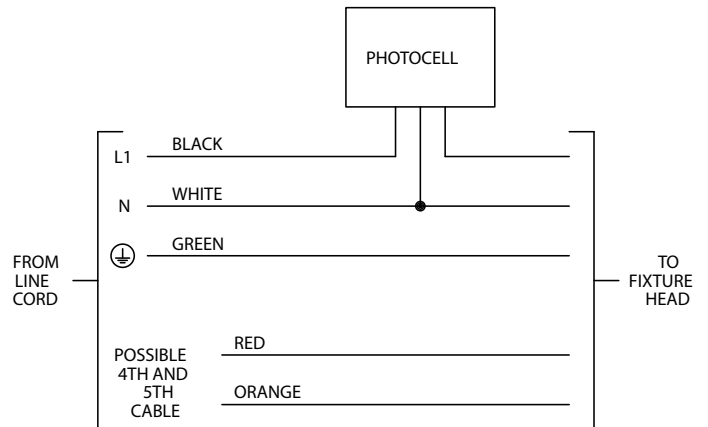 PHOTOCELL
L1 BLACK
N WHITE
GREEN
FROM
LINE
CORD
TO
FIXTURE
HEAD
POSSIBLE
4TH AND
5TH
CABLE
RED
ORANGE